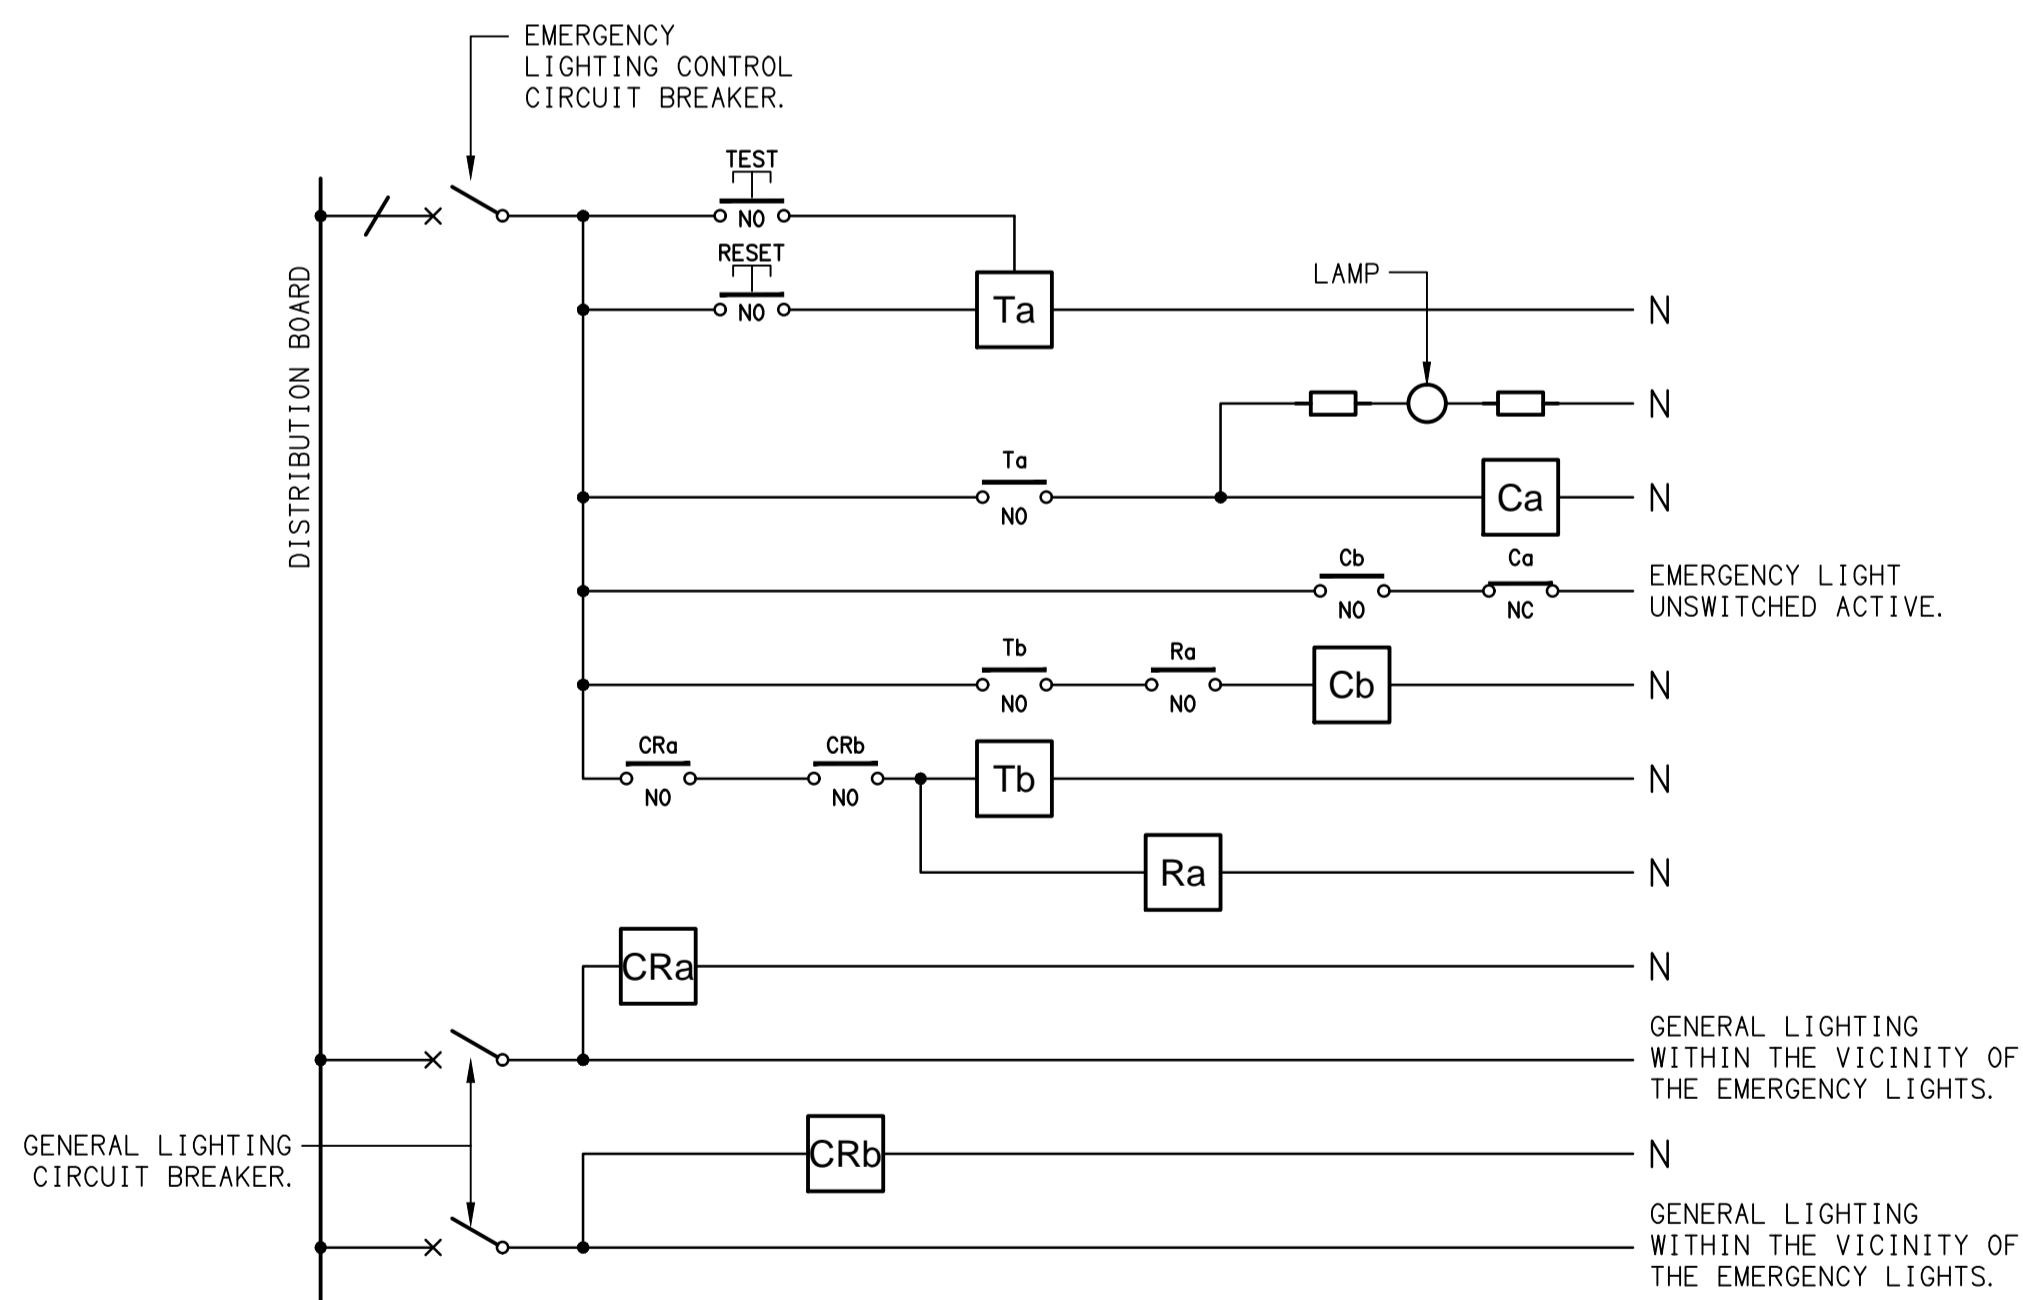 EMERGENCY
LIGHTING CONTROL
CIRCUIT BREAKER.
TEST
NO
RESET
NO
Ta
N
LAMP
N
Ta
NO
Ca
N
Cb
NO
Ca
NC
EMERGENCY LIGHT
UNSWITCHED ACTIVE.
Tb
NO
Ra
NO
Cb
N
CRa
NO
CRb
NO
Tb
N
Ra
N
CRa
N
GENERAL LIGHTING
WITHIN THE VICINITY OF
THE EMERGENCY LIGHTS.
CRb
N
GENERAL LIGHTING
WITHIN THE VICINITY OF
THE EMERGENCY LIGHTS.
DISTRIBUTION BOARD
GENERAL LIGHTING
CIRCUIT BREAKER.